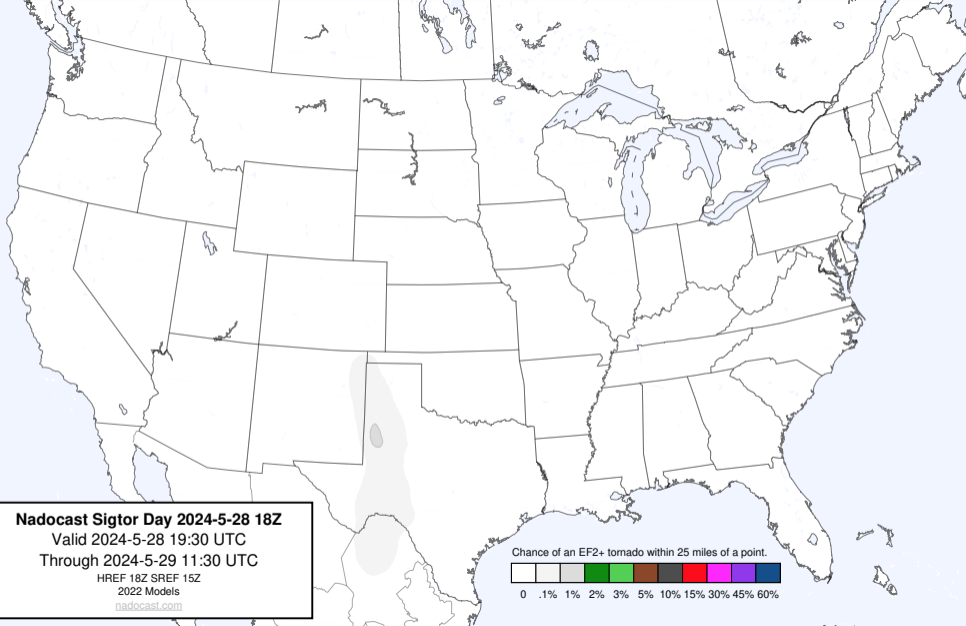 Nadocast Sigtor Day 2024-5-28 18Z
Valid 2024-5-28 19:30 UTC
Through 2024-5-29 11:30 UTC
HREF 18Z SREF 15Z
2022 Models
nadocast.com
Chance of an EF2+ tornado within 25 miles of a point.
0 .1% 1% 2% 3% 5% 10% 15% 30% 45% 60%